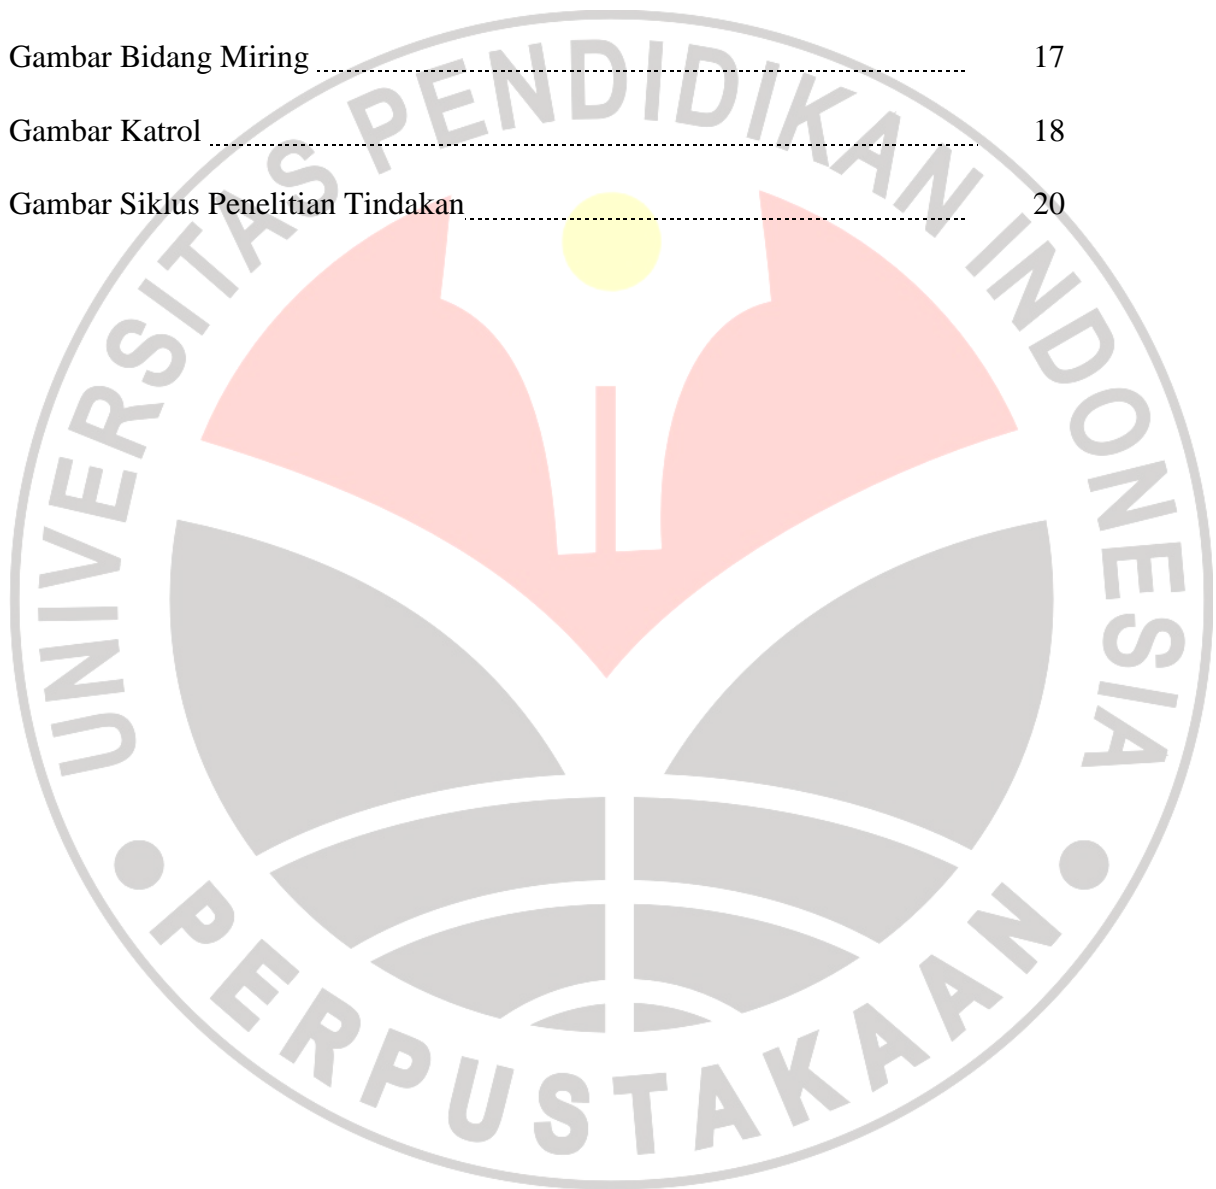 Gambar Bidang Miring 17
Gambar Katrol 18
Gambar Siklus Penelitian Tindakan 20
UNIVERSITAS PENDIDIKAN INDONESIA
PERPUSTAKAAN